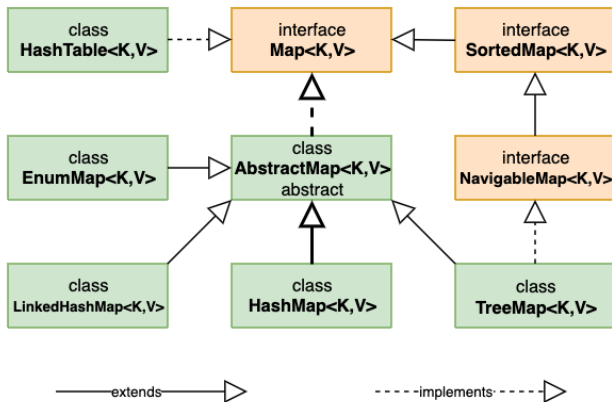 class
HashTable<K,V>
interface
Map<K,V>
interface
SortedMap<K,V>
class
EnumMap<K,V>
class
AbstractMap<K,V>
abstract
interface
NavigableMap<K,V>
class
LinkedHashMap<K,V>
class
HashMap<K,V>
class
TreeMap<K,V>
extends
implements